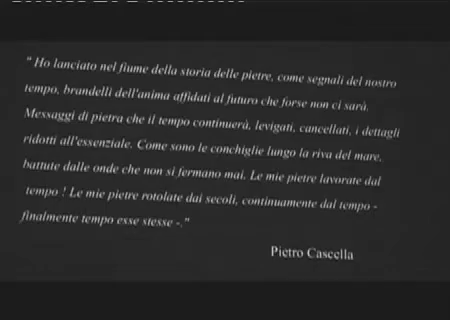 " Ho lanciato nel fiume della storia delle pietre, come segnali del nostro
tempo, brandelli dell'anima affidati al futuro che forse non ci sarà.
Messaggi di pietra che il tempo continuerà, levigati, cancellati, i dettagli
ridotti all'essenziale. Come sono le conchiglie lungo la riva del mare,
battute dalle onde che non si fermano mai. Le mie pietre lavorate dal
tempo ! Le mie pietre rotolate dai secoli, continuamente dal tempo -
finalmente tempo esse stesse -."
Pietro Cascella